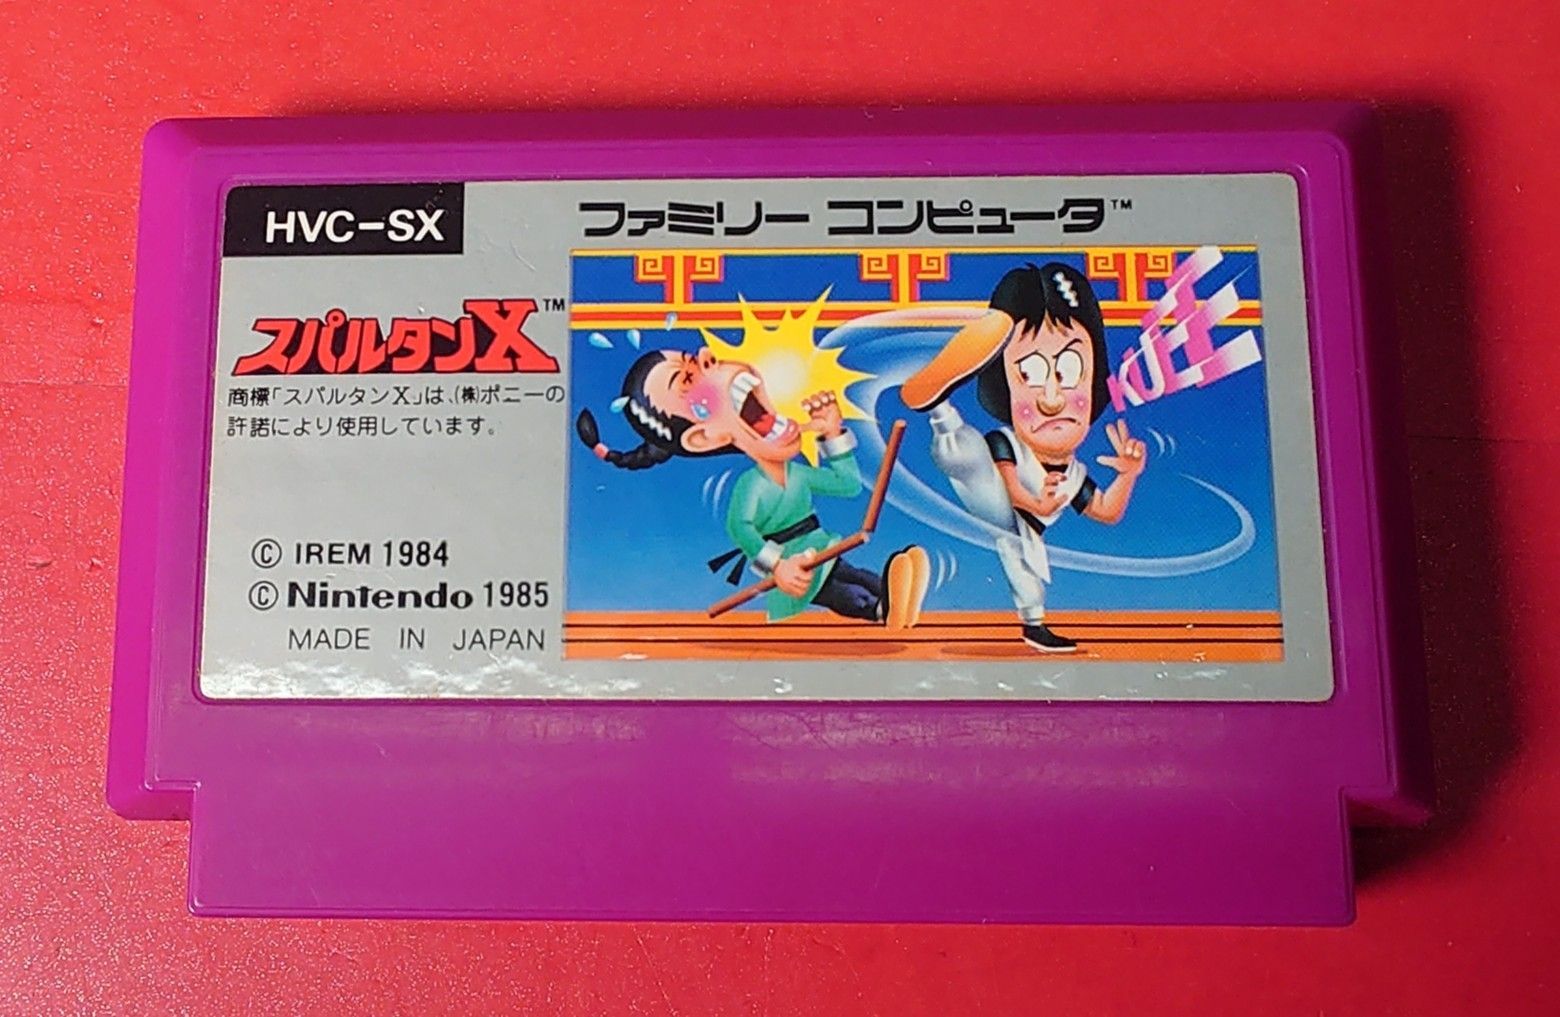 HVC-SX
ファミリー コンピュータ™
スパルタンX™
商標「スパルタンX」は、(株)ポニーの
許諾により使用しています。
© IREM 1984
© Nintendo 1985
MADE IN JAPAN
KUEE